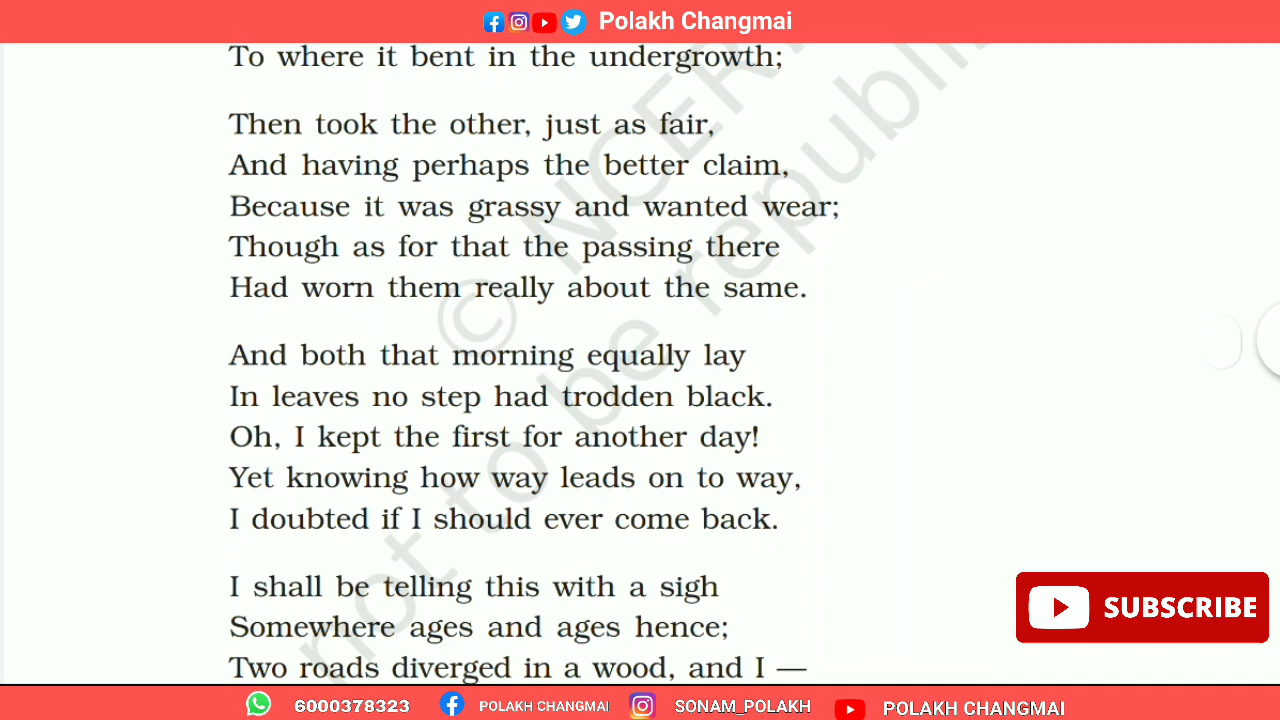 Polakh Changmai
To where it bent in the undergrowth;
Then took the other, just as fair,
And having perhaps the better claim,
Because it was grassy and wanted wear;
Though as for that the passing there
Had worn them really about the same.
And both that morning equally lay
In leaves no step had trodden black.
Oh, I kept the first for another day!
Yet knowing how way leads on to way,
I doubted if I should ever come back.
I shall be telling this with a sigh
Somewhere ages and ages hence;
Two roads diverged in a wood, and I —
© NCER
not to be republi
SUBSCRIBE
6000378323 POLAKH CHANGMAI SONAM_POLAKH POLAKH CHANGMAI